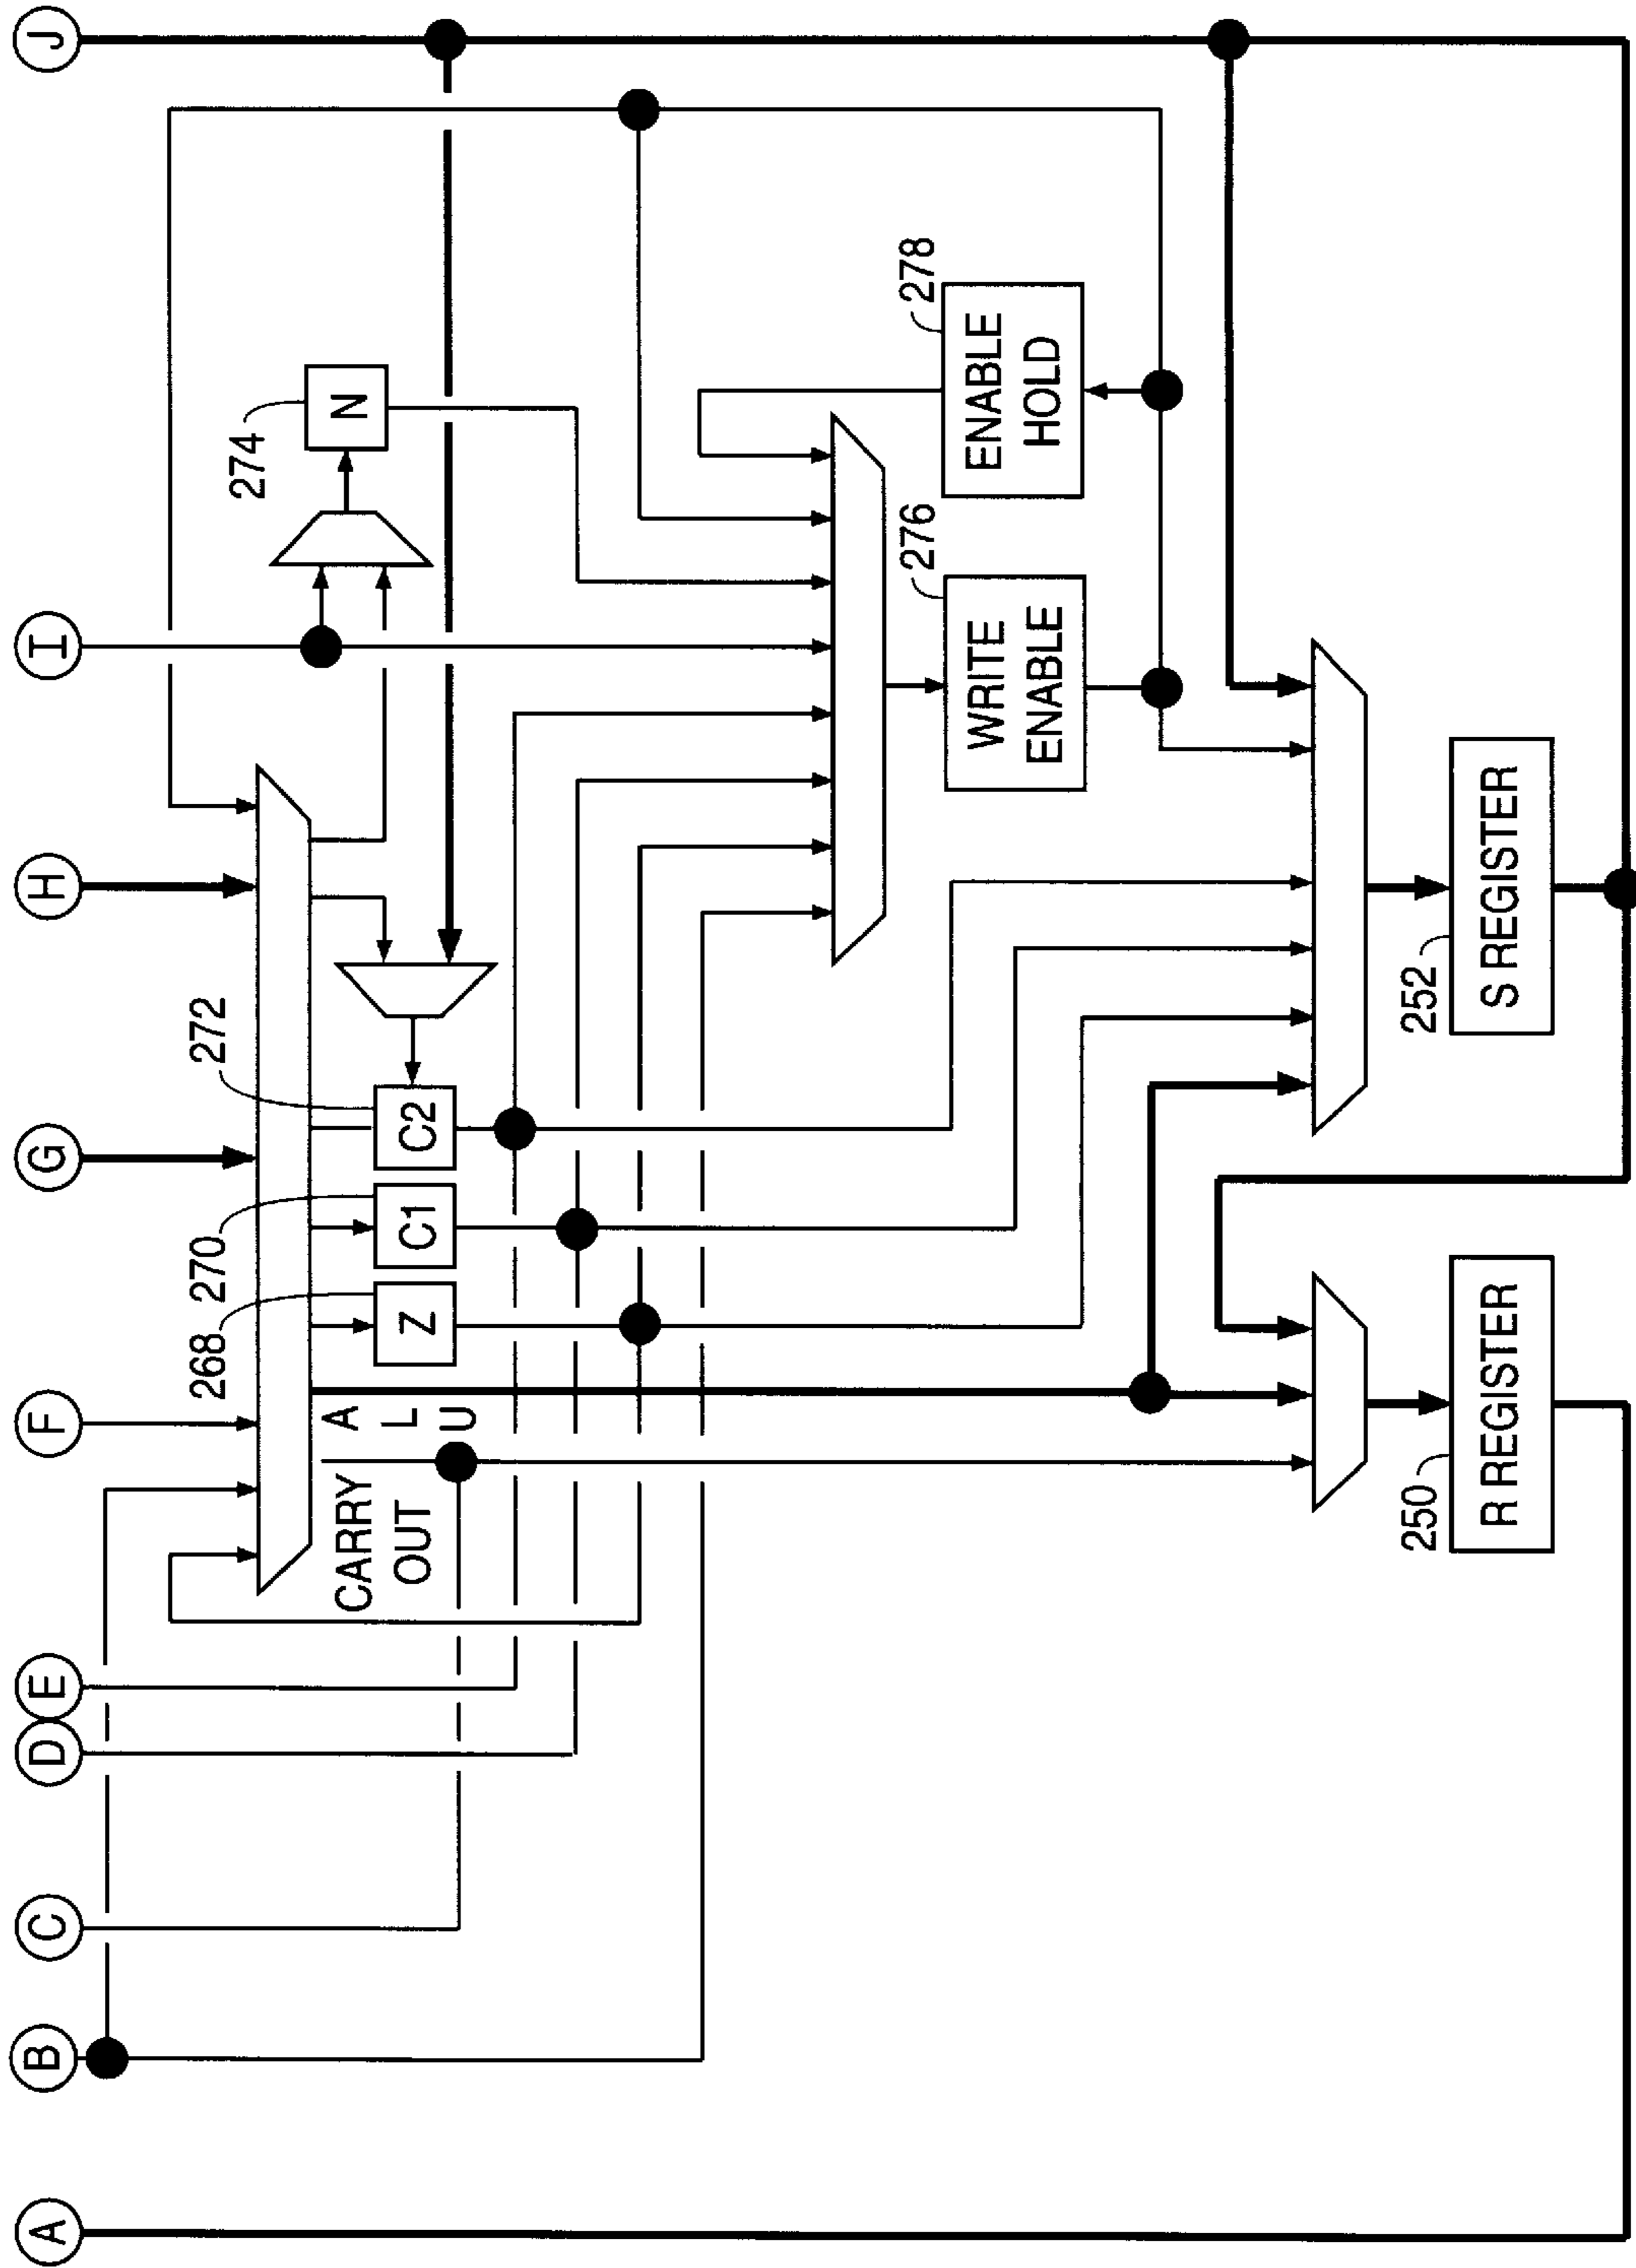 A
B
C
D
E
F
G
H
I
J
268
270
272
274
Z
C1
C2
N
CARRY
OUT
A
L
U
276
278
WRITE
ENABLE
ENABLE
HOLD
250
252
R REGISTER
S REGISTER